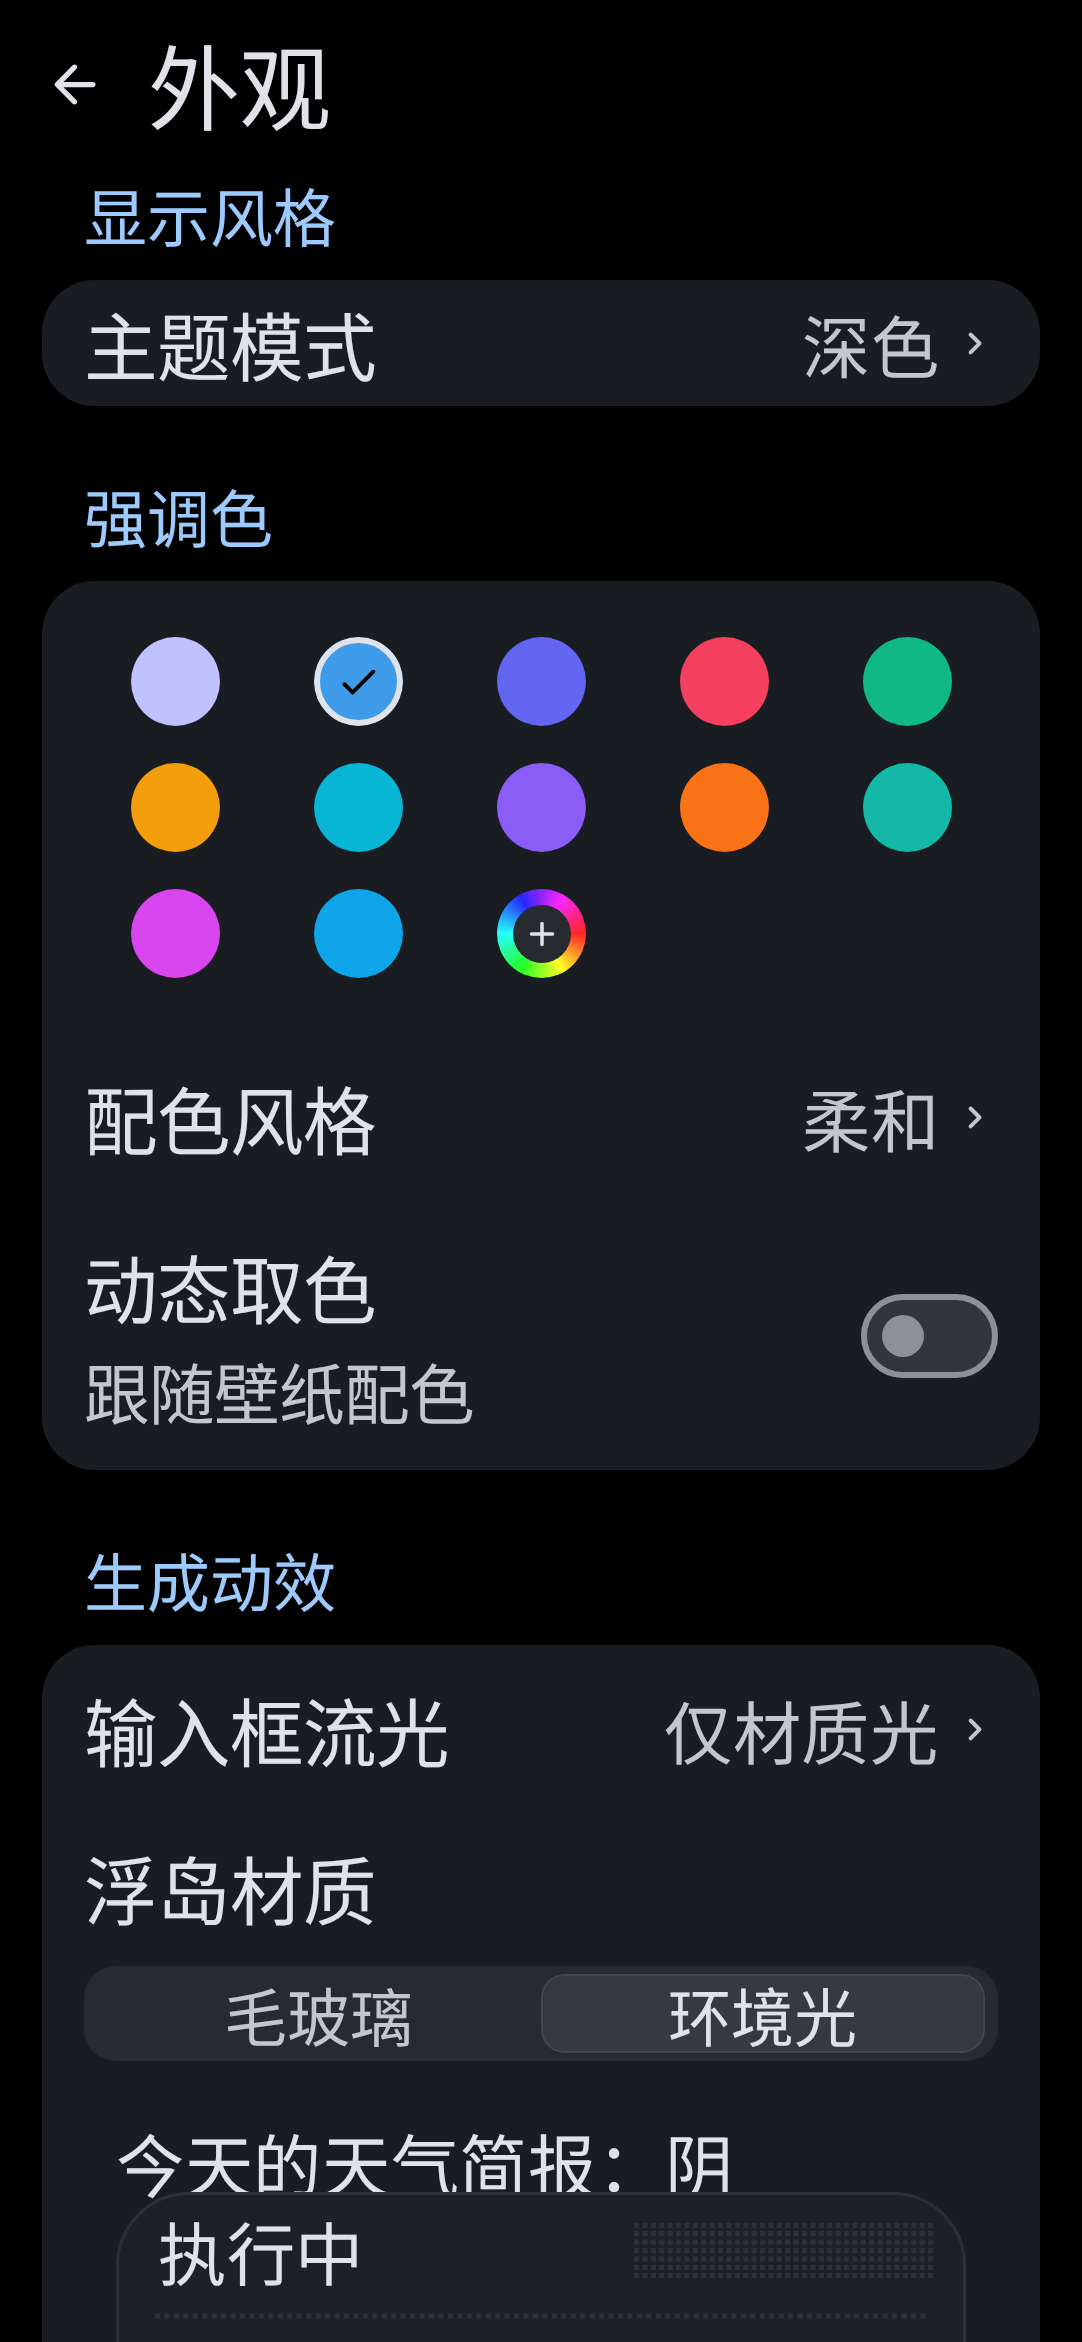 外观
显示风格
主题模式 深色
强调色
配色风格 柔和
动态取色
跟随壁纸配色
生成动效
输入框流光 仅材质光
浮岛材质
毛玻璃 环境光
今天的天气简报：阴
执行中